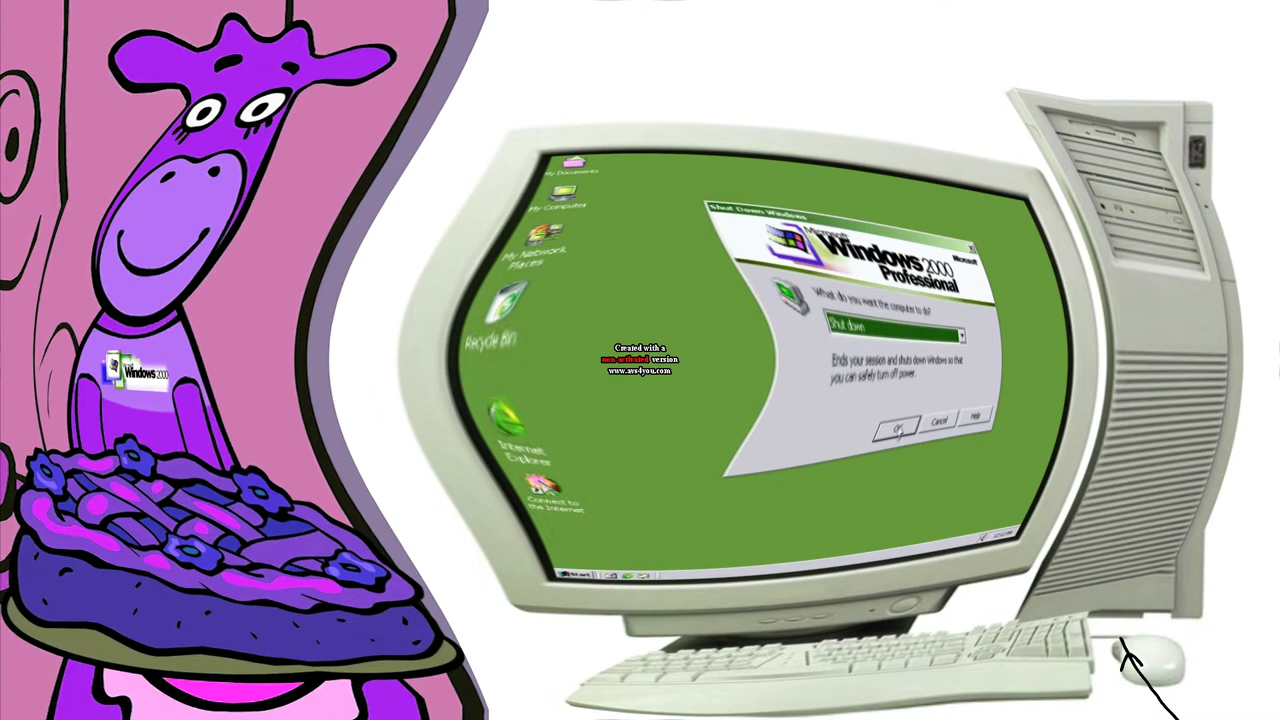 Windows 2000
My Documents
My Computer
My Network
Places
Recycle Bin
Internet
Explorer
Connect to
the Internet
Start
Shut Down Windows
Microsoft
Windows 2000
Professional
Microsoft
What do you want the computer to do?
Shut down
Ends your session and shuts down Windows so that
you can safely turn off power.
OK
Cancel
Help
Created with a
non-activated version
www.avs4you.com